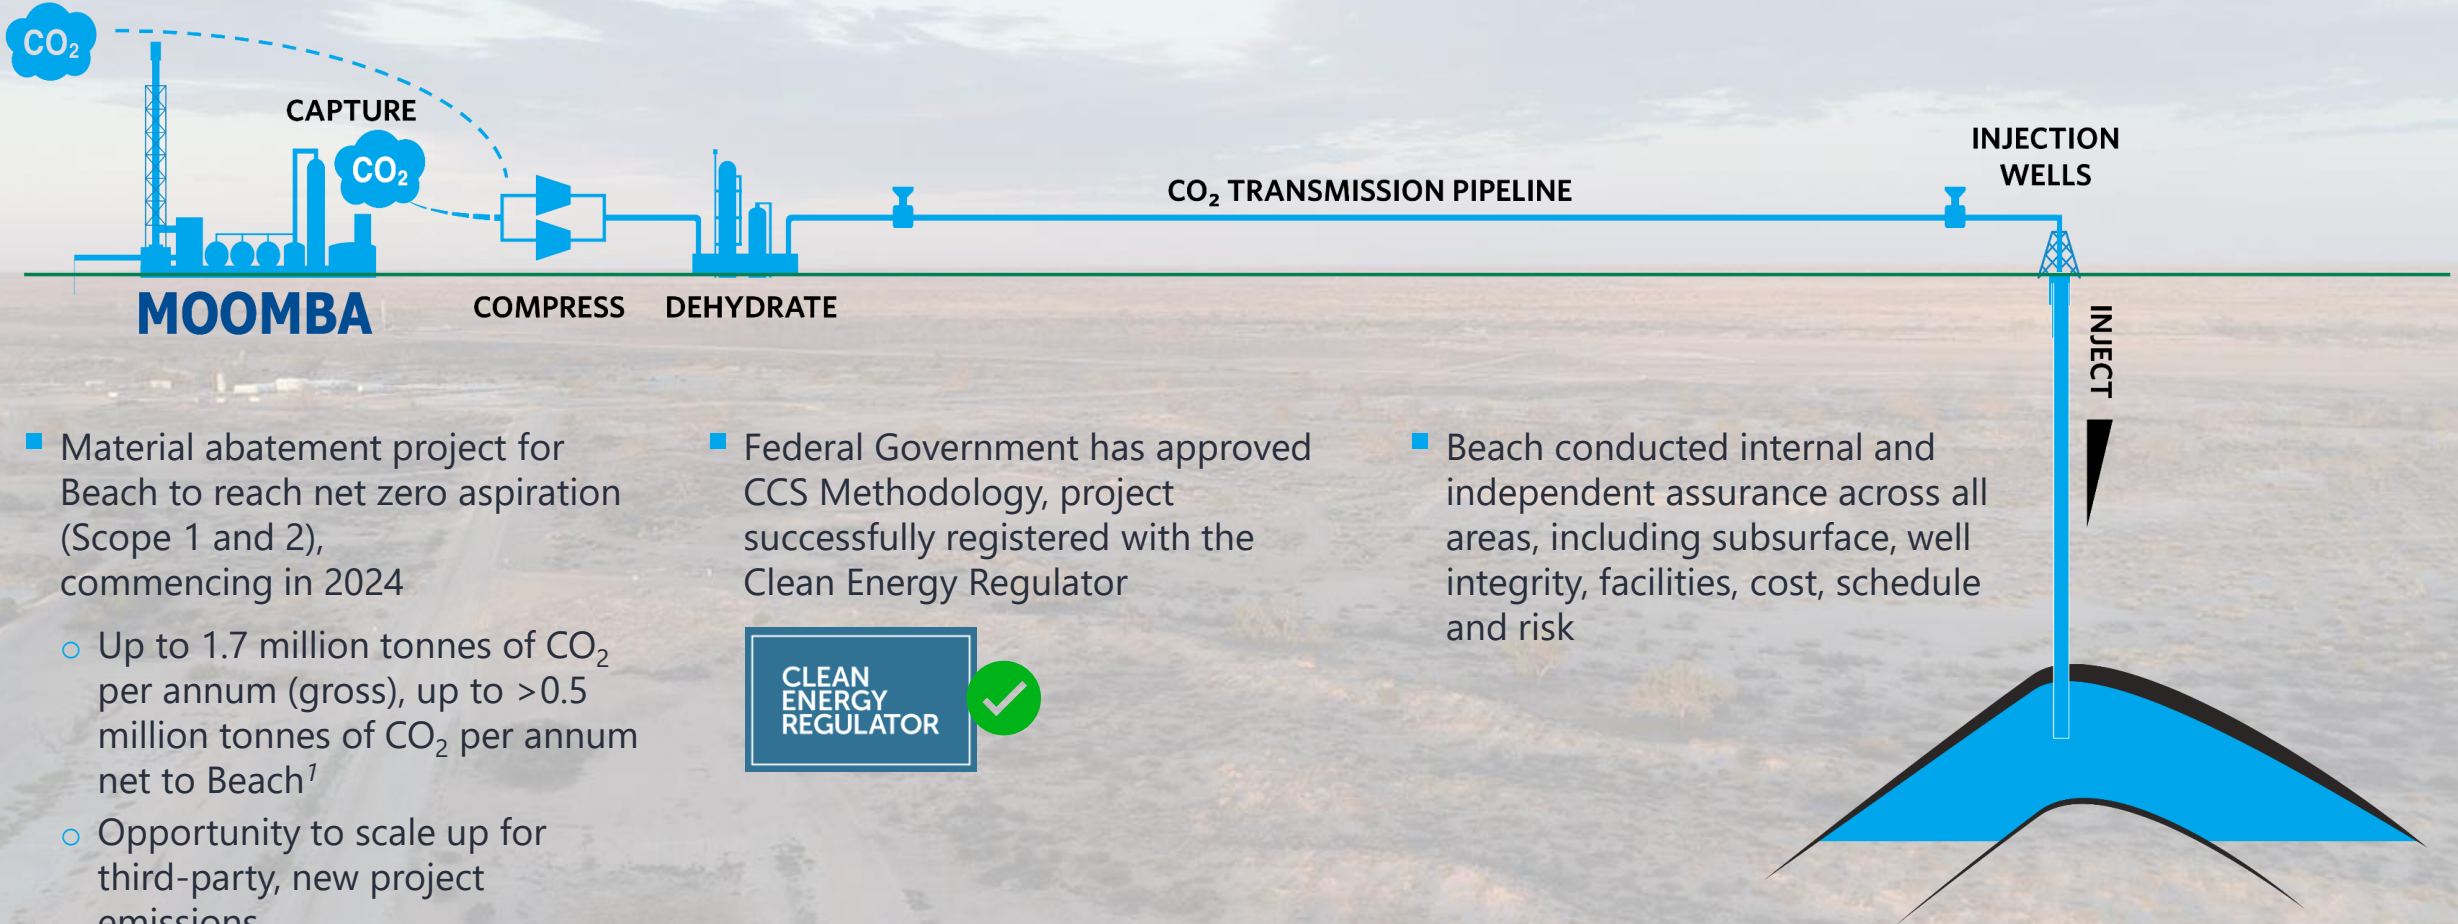 CO₂
CAPTURE
CO₂
INJECTION
WELLS
CO₂ TRANSMISSION PIPELINE
MOOMBA
COMPRESS
DEHYDRATE
INJECT
Material abatement project for
Beach to reach net zero aspiration
(Scope 1 and 2),
commencing in 2024
Up to 1.7 million tonnes of CO₂
per annum (gross), up to >0.5
million tonnes of CO₂ per annum
net to Beach¹
Opportunity to scale up for
third-party, new project
emissions
Federal Government has approved
CCS Methodology, project
successfully registered with the
Clean Energy Regulator
CLEAN
ENERGY
REGULATOR
Beach conducted internal and
independent assurance across all
areas, including subsurface, well
integrity, facilities, cost, schedule
and risk